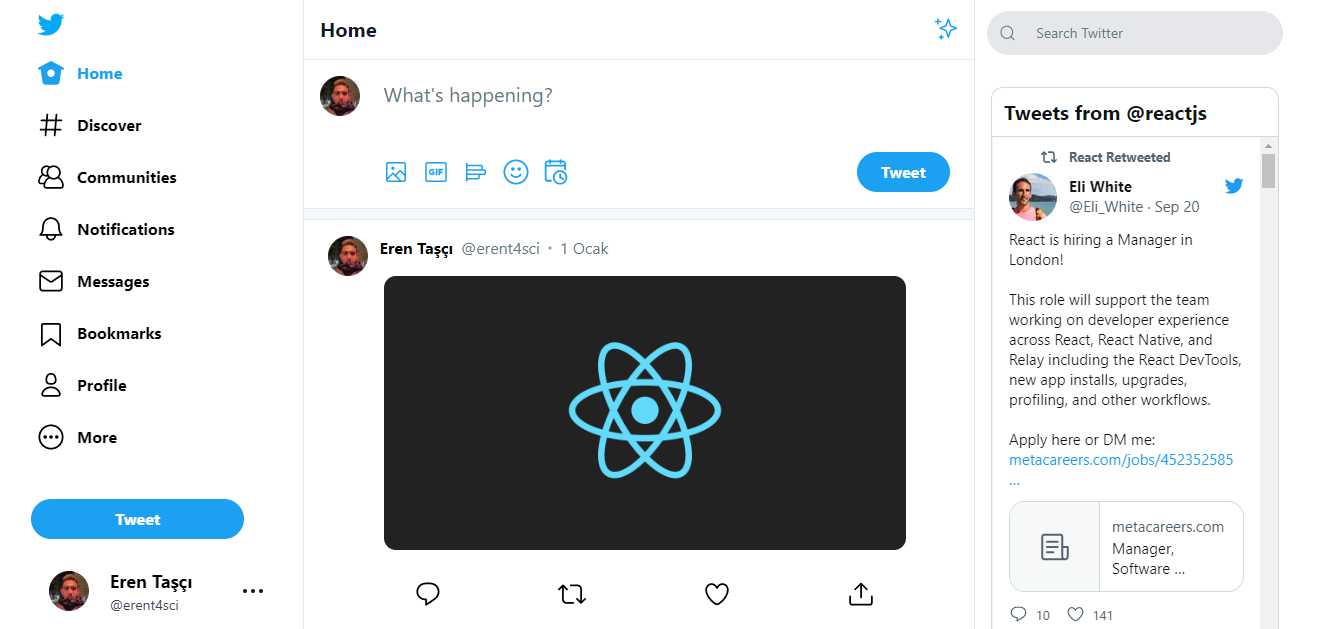 Home
Discover
Communities
Notifications
Messages
Bookmarks
Profile
More
Tweet
Eren Taşçı
@erent4sci
Home
What's happening?
GIF
Tweet
Eren Taşçı @erent4sci · 1 Ocak
Search Twitter
Tweets from @reactjs
React Retweeted
Eli White
@Eli_White · Sep 20
React is hiring a Manager in
London!
This role will support the team
working on developer experience
across React, React Native, and
Relay including the React DevTools,
new app installs, upgrades,
profiling, and other workflows.
Apply here or DM me:
metacareers.com/jobs/452352585
...
metacareers.com
Manager,
Software ...
10 141